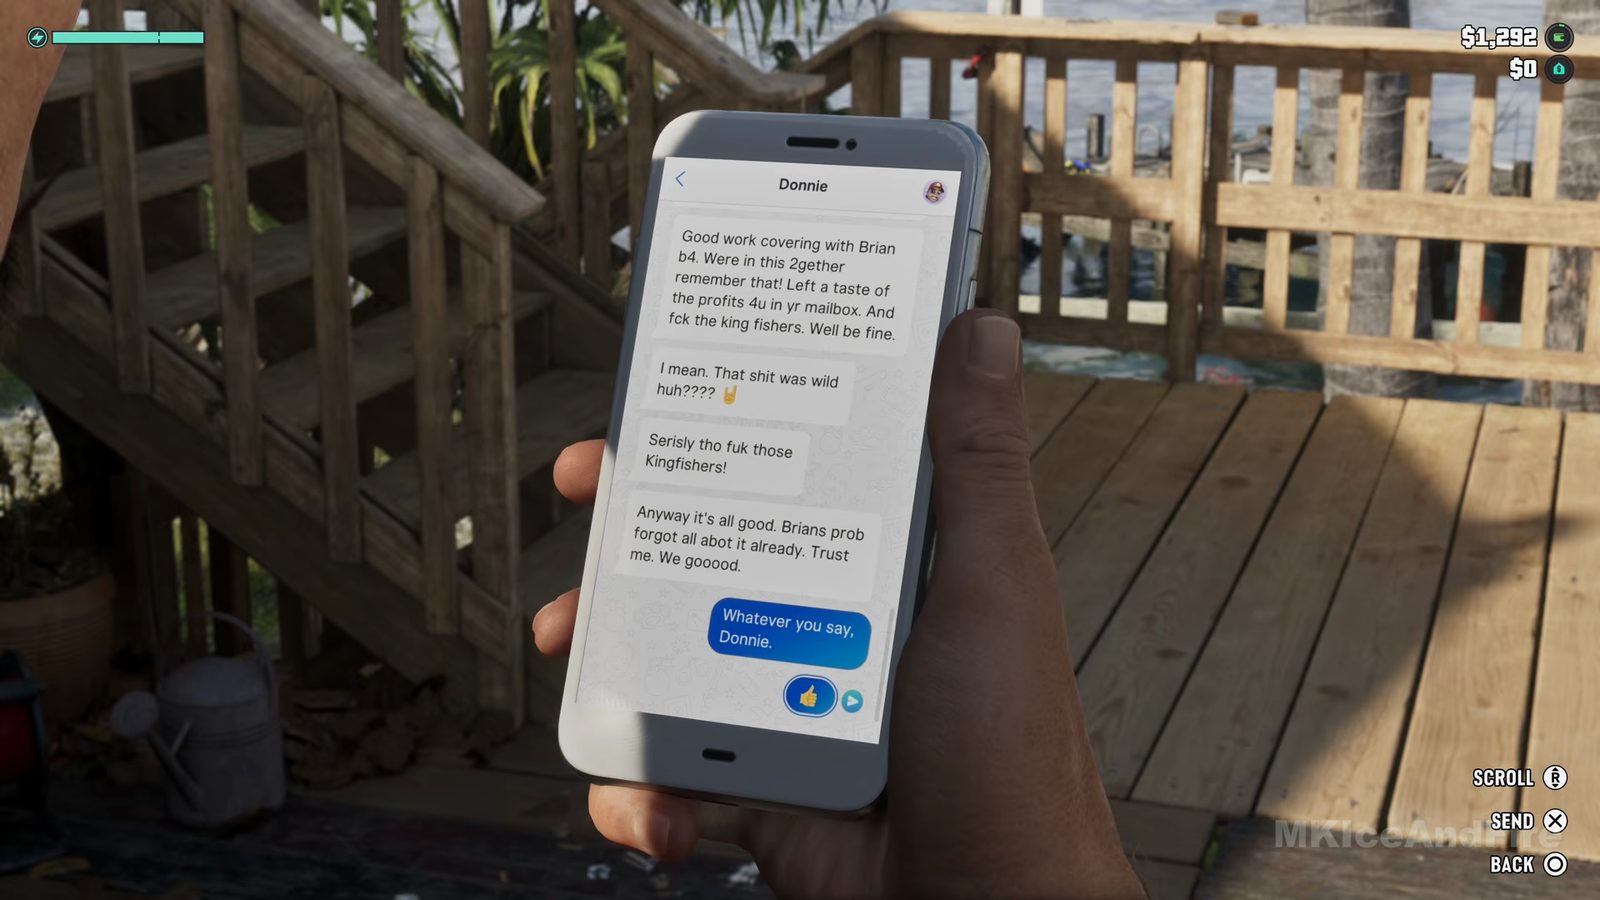 $1,292
$0
Donnie
Good work covering with Brian
b4. Were in this 2gether
remember that! Left a taste of
the profits 4u in yr mailbox. And
fck the king fishers. Well be fine.
I mean. That shit was wild
huh???? 🤘
Serisly tho fuk those
Kingfishers!
Anyway it's all good. Brians prob
forgot all abot it already. Trust
me. We gooood.
Whatever you say,
Donnie.
👍
SCROLL R
SEND
MKIceAndFire
BACK